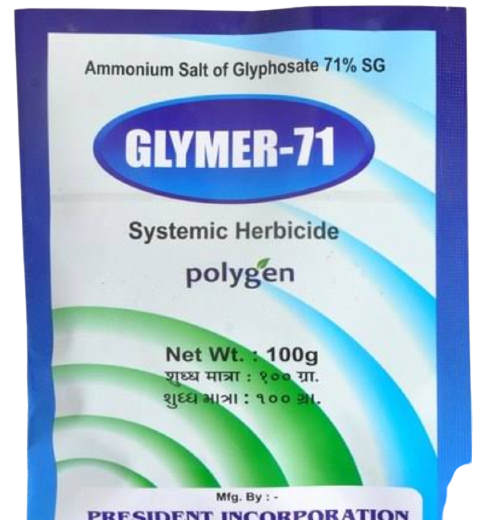 Ammonium Salt of Glyphosate 71% SG
GLYMER-71
Systemic Herbicide
polygen
Net Wt. : 100g
शुध्ध मात्रा : १०० ग्रा.
શુધ્ધ માત્રા : ૧૦૦ ગ્રા.
Mfg. By : -
PRESIDENT INCORPORATION